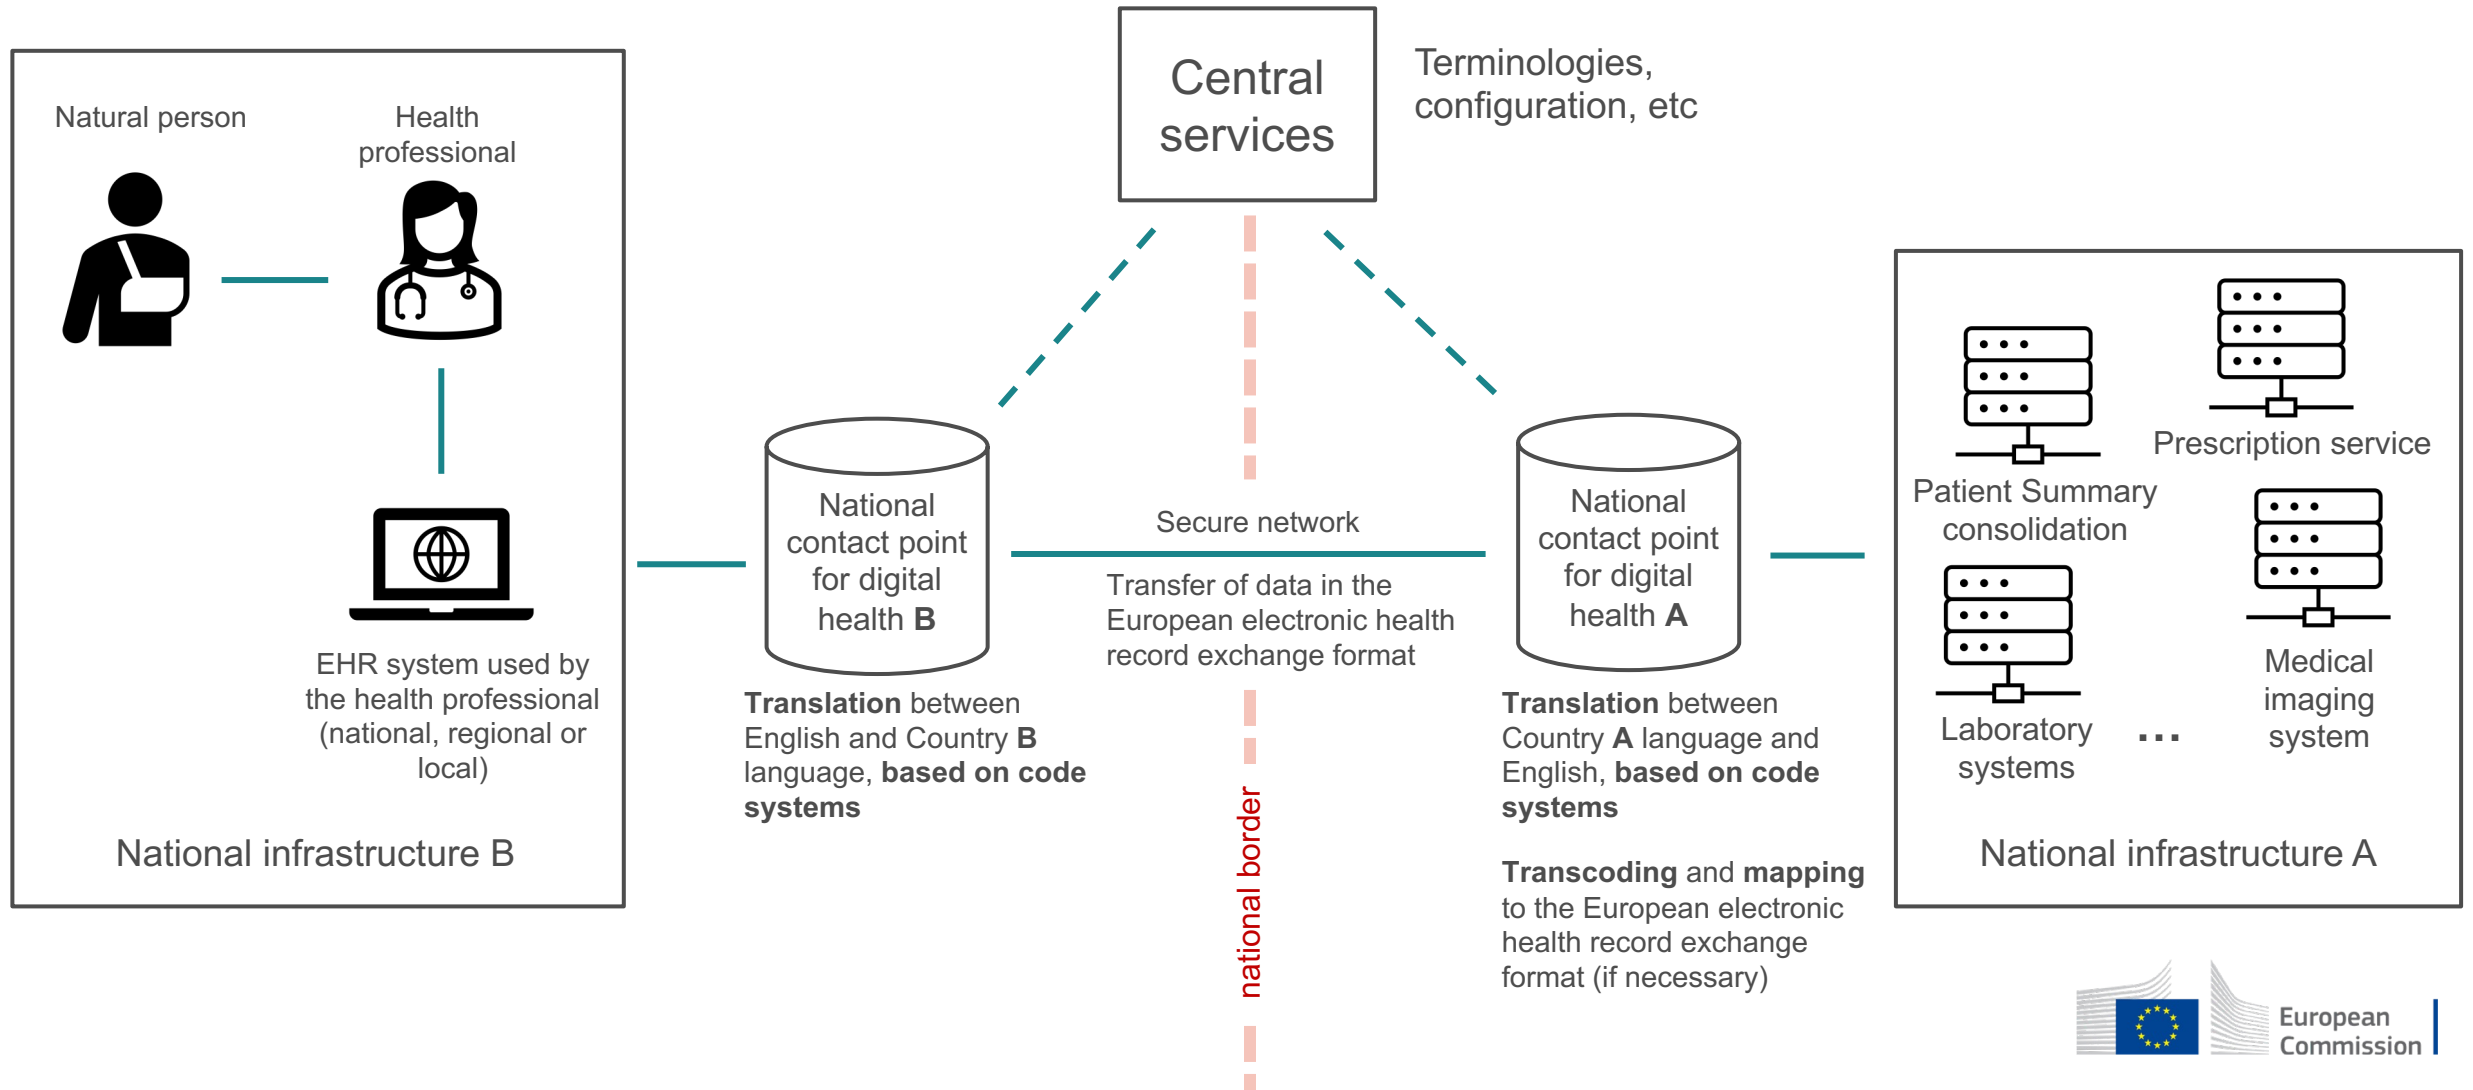 Central
services
Terminologies,
configuration, etc
Natural person
Health
professional
EHR system used by
the health professional
(national, regional or
local)
National infrastructure B
National
contact point
for digital
health B
Translation between
English and Country B
language, based on code
systems
Secure network
Transfer of data in the
European electronic health
record exchange format
national border
National
contact point
for digital
health A
Translation between
Country A language and
English, based on code
systems
Transcoding and mapping
to the European electronic
health record exchange
format (if necessary)
Prescription service
Patient Summary
consolidation
Medical
imaging
system
Laboratory
systems
...
National infrastructure A
European
Commission